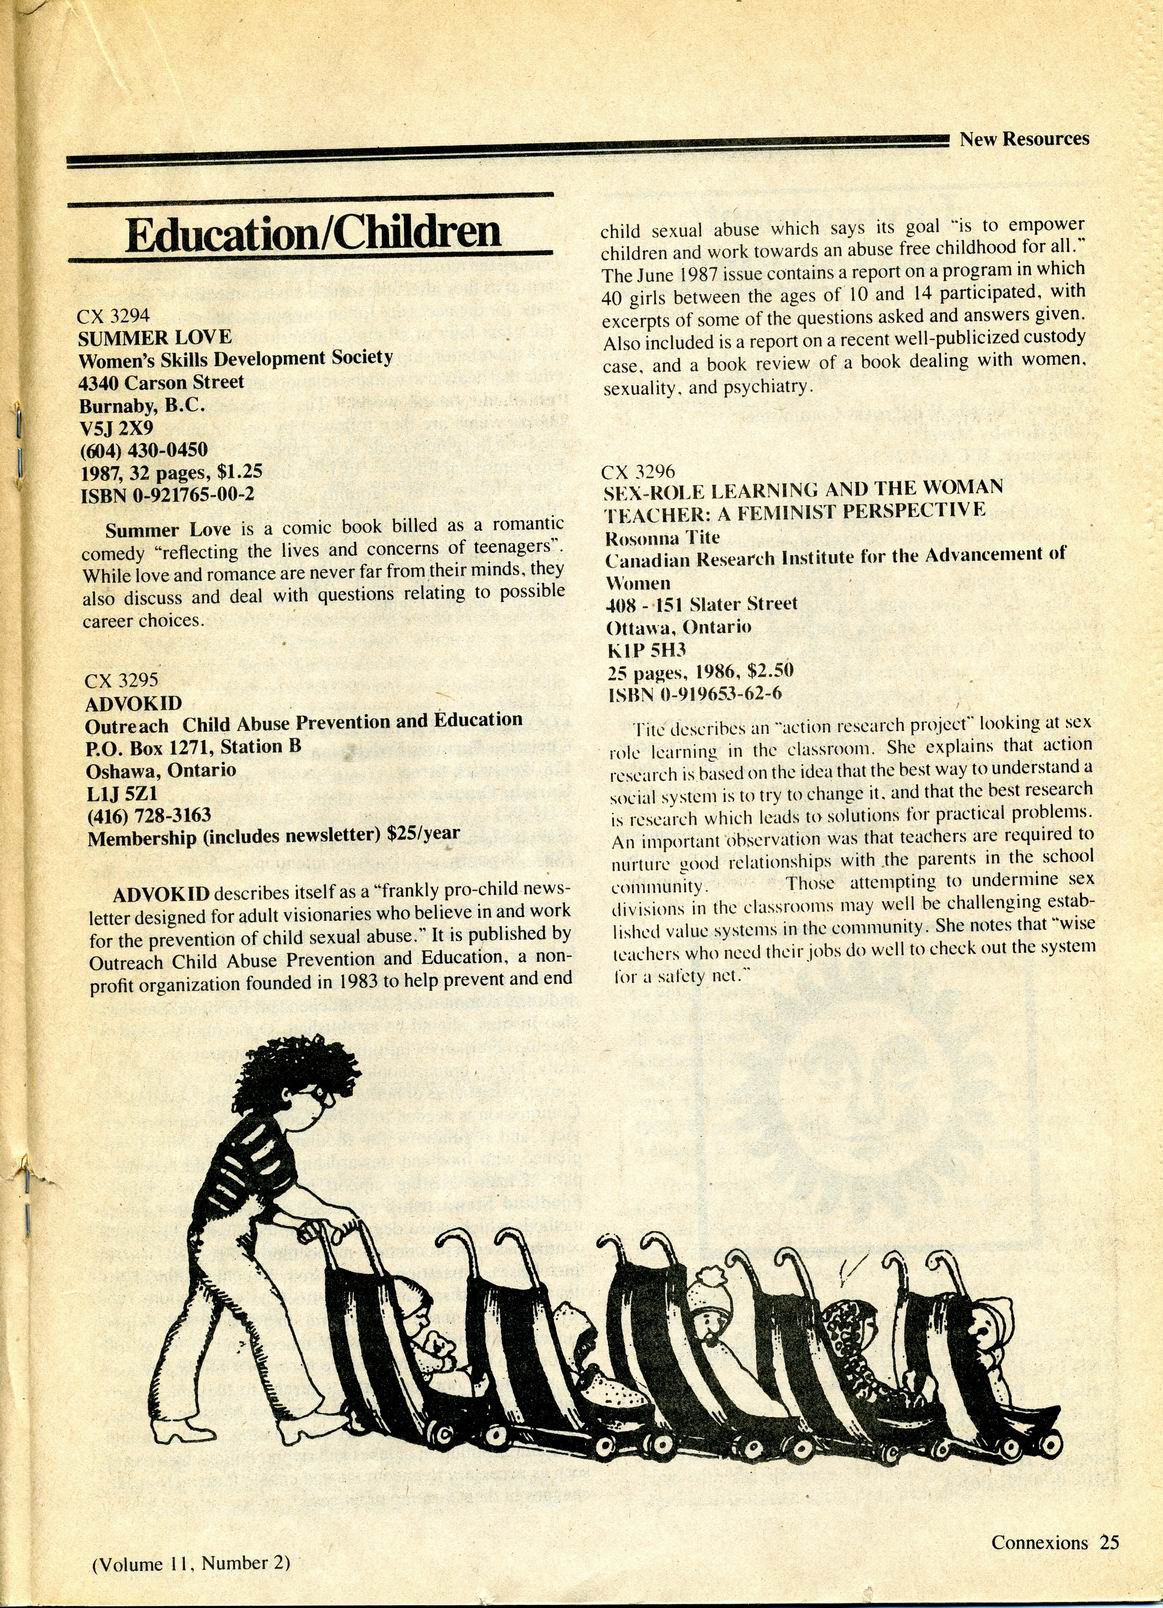 New Resources
Education/Children
CX 3294
SUMMER LOVE
Women's Skills Development Society
4340 Carson Street
Burnaby, B.C.
V5J 2X9
(604) 430-0450
1987, 32 pages, $1.25
ISBN 0-921765-00-2
Summer Love is a comic book billed as a romantic
comedy "reflecting the lives and concerns of teenagers".
While love and romance are never far from their minds, they
also discuss and deal with questions relating to possible
career choices.
CX 3295
ADVOKID
Outreach Child Abuse Prevention and Education
P.O. Box 1271, Station B
Oshawa, Ontario
L1J 5Z1
(416) 728-3163
Membership (includes newsletter) $25/year
ADVOKID describes itself as a "frankly pro-child news-
letter designed for adult visionaries who believe in and work
for the prevention of child sexual abuse." It is published by
Outreach Child Abuse Prevention and Education, a non-
profit organization founded in 1983 to help prevent and end
child sexual abuse which says its goal "is to empower
children and work towards an abuse free childhood for all."
The June 1987 issue contains a report on a program in which
40 girls between the ages of 10 and 14 participated, with
excerpts of some of the questions asked and answers given.
Also included is a report on a recent well-publicized custody
case, and a book review of a book dealing with women,
sexuality, and psychiatry.
CX 3296
SEX-ROLE LEARNING AND THE WOMAN
TEACHER: A FEMINIST PERSPECTIVE
Rosonna Tite
Canadian Research Institute for the Advancement of
Women
408 - 151 Slater Street
Ottawa, Ontario
K1P 5H3
25 pages, 1986, $2.50
ISBN 0-919653-62-6
Tite describes an "action research project" looking at sex
role learning in the classroom. She explains that action
research is based on the idea that the best way to understand a
social system is to try to change it, and that the best research
is research which leads to solutions for practical problems.
An important observation was that teachers are required to
nurture good relationships with the parents in the school
community. Those attempting to undermine sex
divisions in the classrooms may well be challenging estab-
lished value systems in the community. She notes that "wise
teachers who need their jobs do well to check out the system
for a safety net."
(Volume 11, Number 2)
Connexions 25